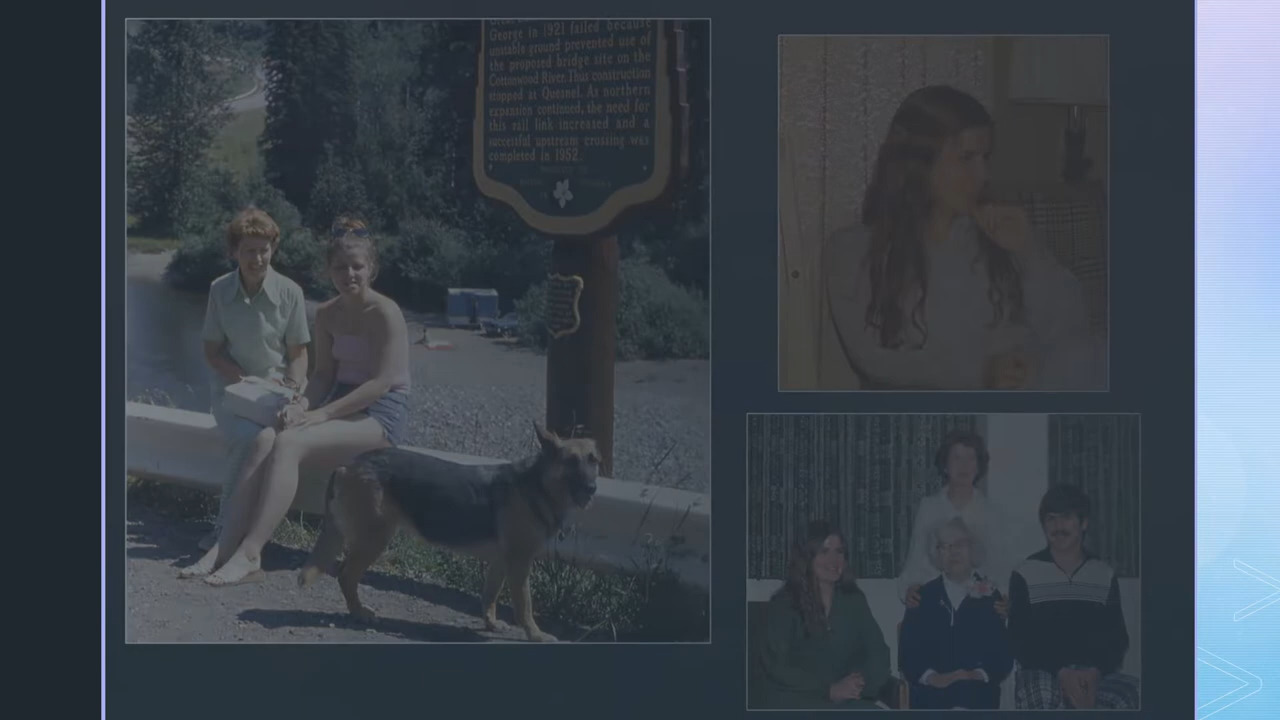 George in 1921 failed because
unstable ground prevented use of
the proposed bridge site on the
Cottonwood River. Thus construction
stopped at Quesnel. As northern
expansion continued, the need for
this rail link increased and a
successful upstream crossing was
completed in 1952.